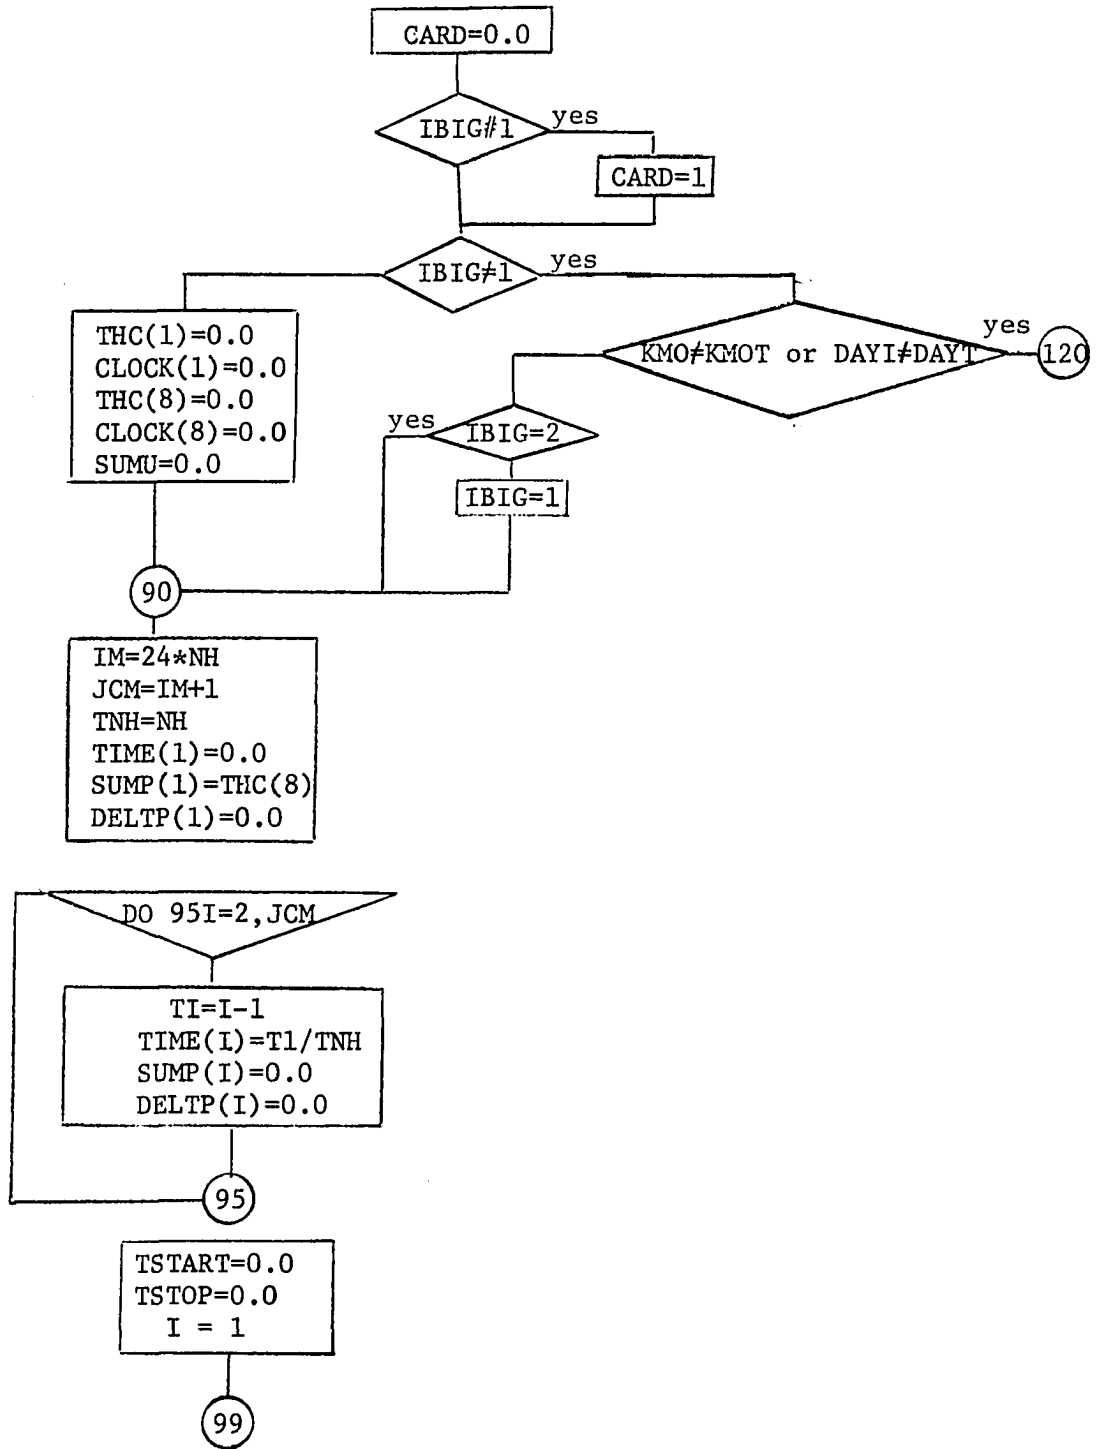 CARD=0.0
IBIG#1
yes
CARD=1
IBIG≠1
yes
THC(1)=0.0
CLOCK(1)=0.0
THC(8)=0.0
CLOCK(8)=0.0
SUMU=0.0
KMO≠KMOT or DAYI≠DAYT
yes
120
yes
IBIG=2
IBIG=1
90
IM=24*NH
JCM=IM+1
TNH=NH
TIME(1)=0.0
SUMP(1)=THC(8)
DELTP(1)=0.0
DO 95I=2,JCM
TI=I-1
TIME(I)=T1/TNH
SUMP(I)=0.0
DELTP(I)=0.0
95
TSTART=0.0
TSTOP=0.0
I = 1
99